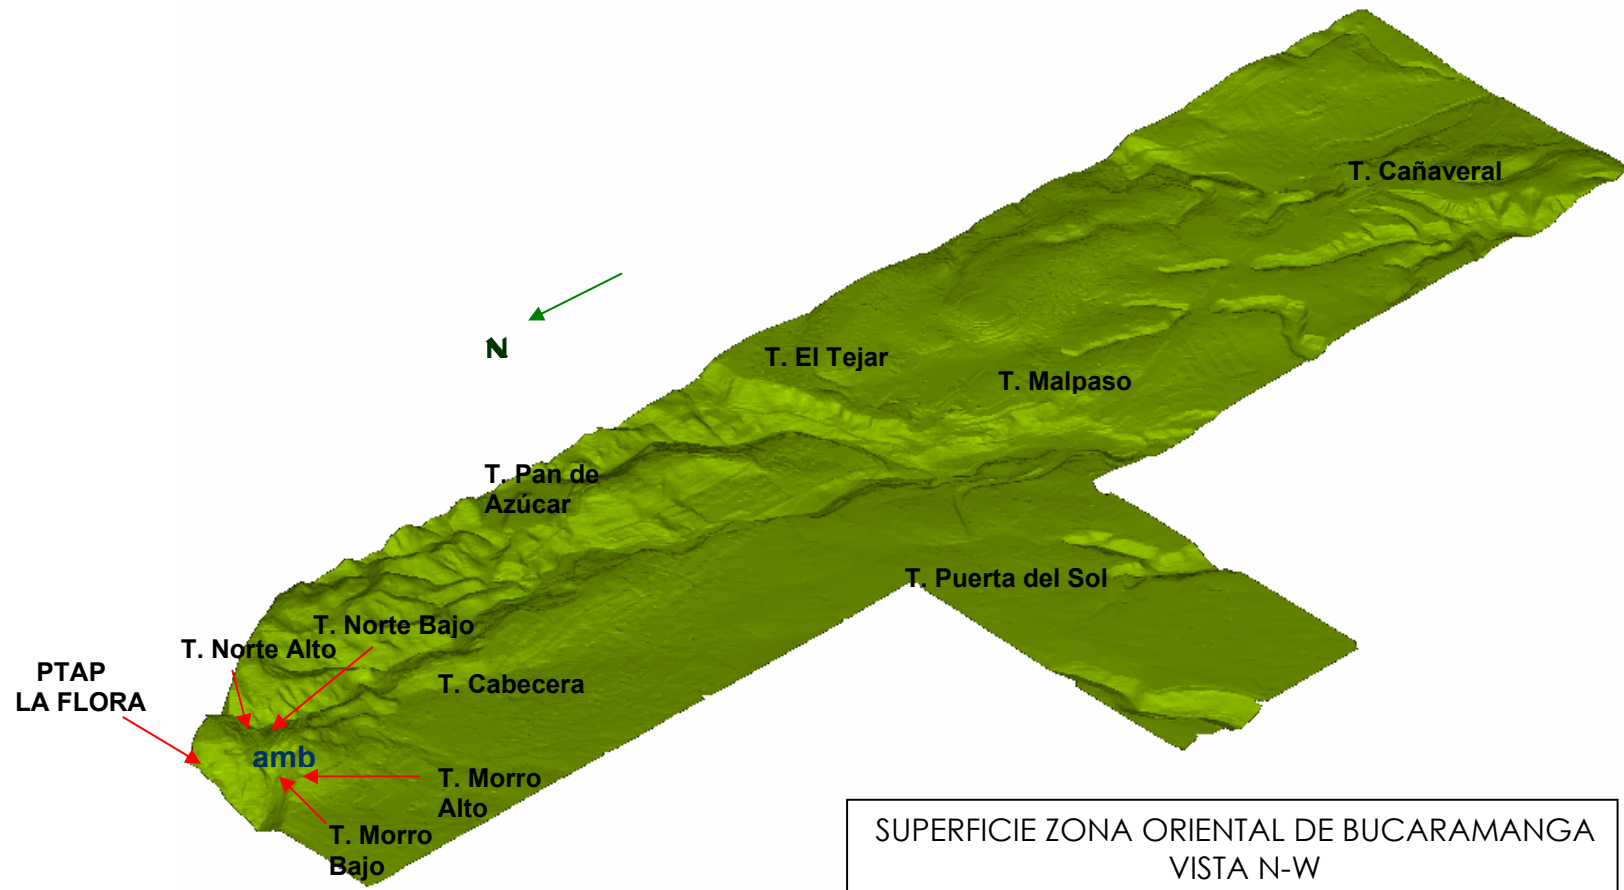 T. Cañaveral
N
T. El Tejar
T. Malpaso
T. Pan de
Azúcar
T. Puerta del Sol
T. Norte Bajo
T. Norte Alto
PTAP
LA FLORA
T. Cabecera
amb
T. Morro
Alto
T. Morro
Bajo
SUPERFICIE ZONA ORIENTAL DE BUCARAMANGA
VISTA N-W